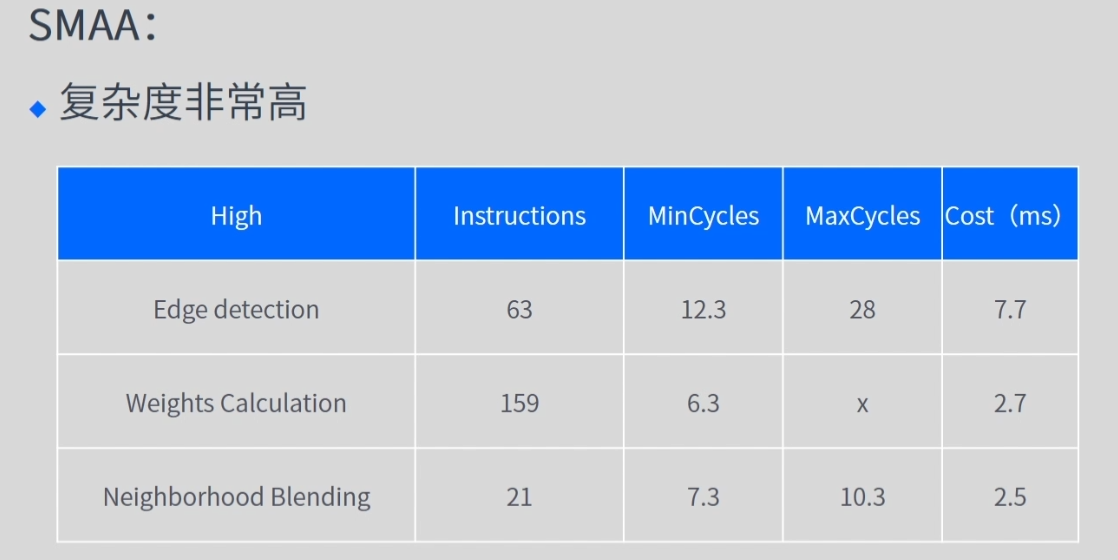 SMAA：
复杂度非常高
High Instructions MinCycles MaxCycles Cost（ms）
Edge detection 63 12.3 28 7.7
Weights Calculation 159 6.3 x 2.7
Neighborhood Blending 21 7.3 10.3 2.5